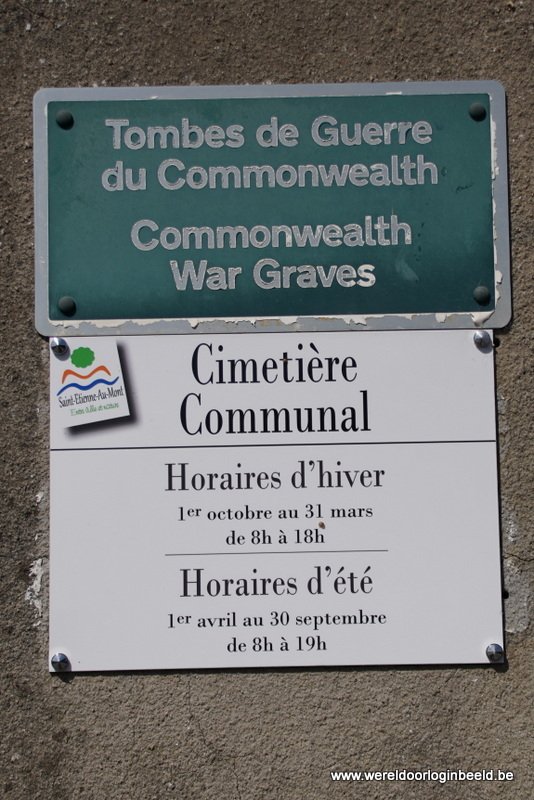 Tombes de Guerre
du Commonwealth
Commonwealth
War Graves
Saint-Etienne-Au-Mont
Cimetière
Communal
Horaires d'hiver
1er octobre au 31 mars
de 8h à 18h
Horaires d'été
1er avril au 30 septembre
de 8h à 19h
www.wereldoorloginbeeld.be